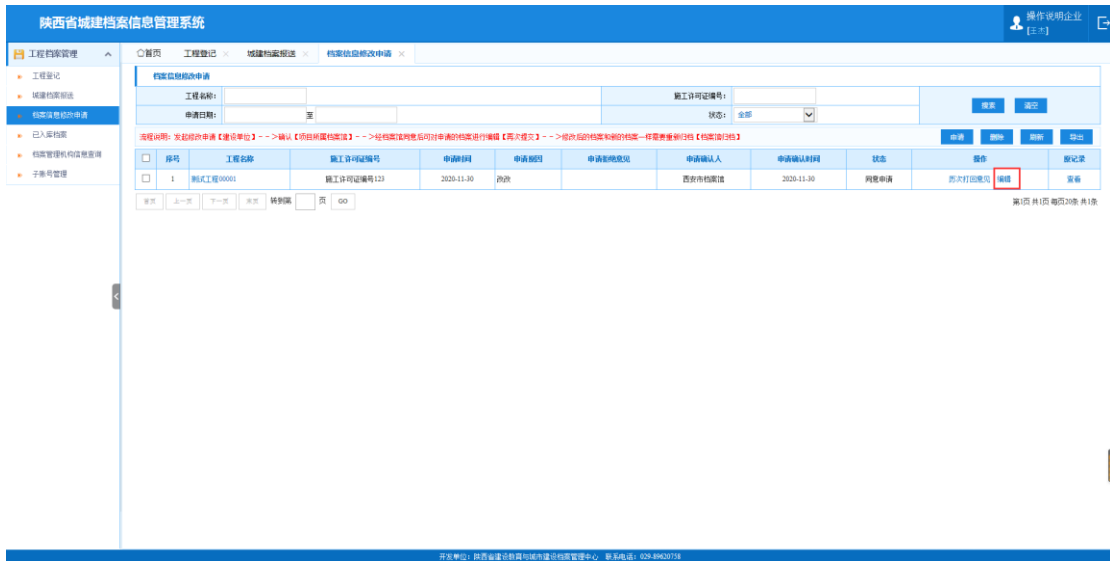 陕西省城建档案信息管理系统
操作说明企业
[王杰]
工程档案管理
首页 工程登记 城建档案报送 档案信息修改申请
工程登记
城建档案报送
档案信息修改申请
已入库档案
档案管理机构信息查询
子账号管理
档案信息修改申请
工程名称: 施工许可证编号:
搜索 清空
申请日期: 至 状态: 全部
流程说明: 发起修改申请【建设单位】-->确认【项目所属档案馆】-->经档案馆同意后可对申请的档案进行编辑【再次提交】-->修改后的档案和新的档案一样需要重新归档【档案馆归档】
申请 删除 刷新 导出
序号 工程名称 施工许可证编号 申请时间 申请原因 申请拒绝意见 申请确认人 申请确认时间 状态 操作 原记录
1 测试工程00001 施工许可证编号123 2020-11-30 改改 西安市档案馆 2020-11-30 同意申请 历次打回意见 编辑 查看
首页 上一页 下一页 末页 转到第 页 GO
第1页 共1页 每页20条 共1条
开发单位: 陕西省建设教育与城市建设档案管理中心 联系电话: 029-89620738